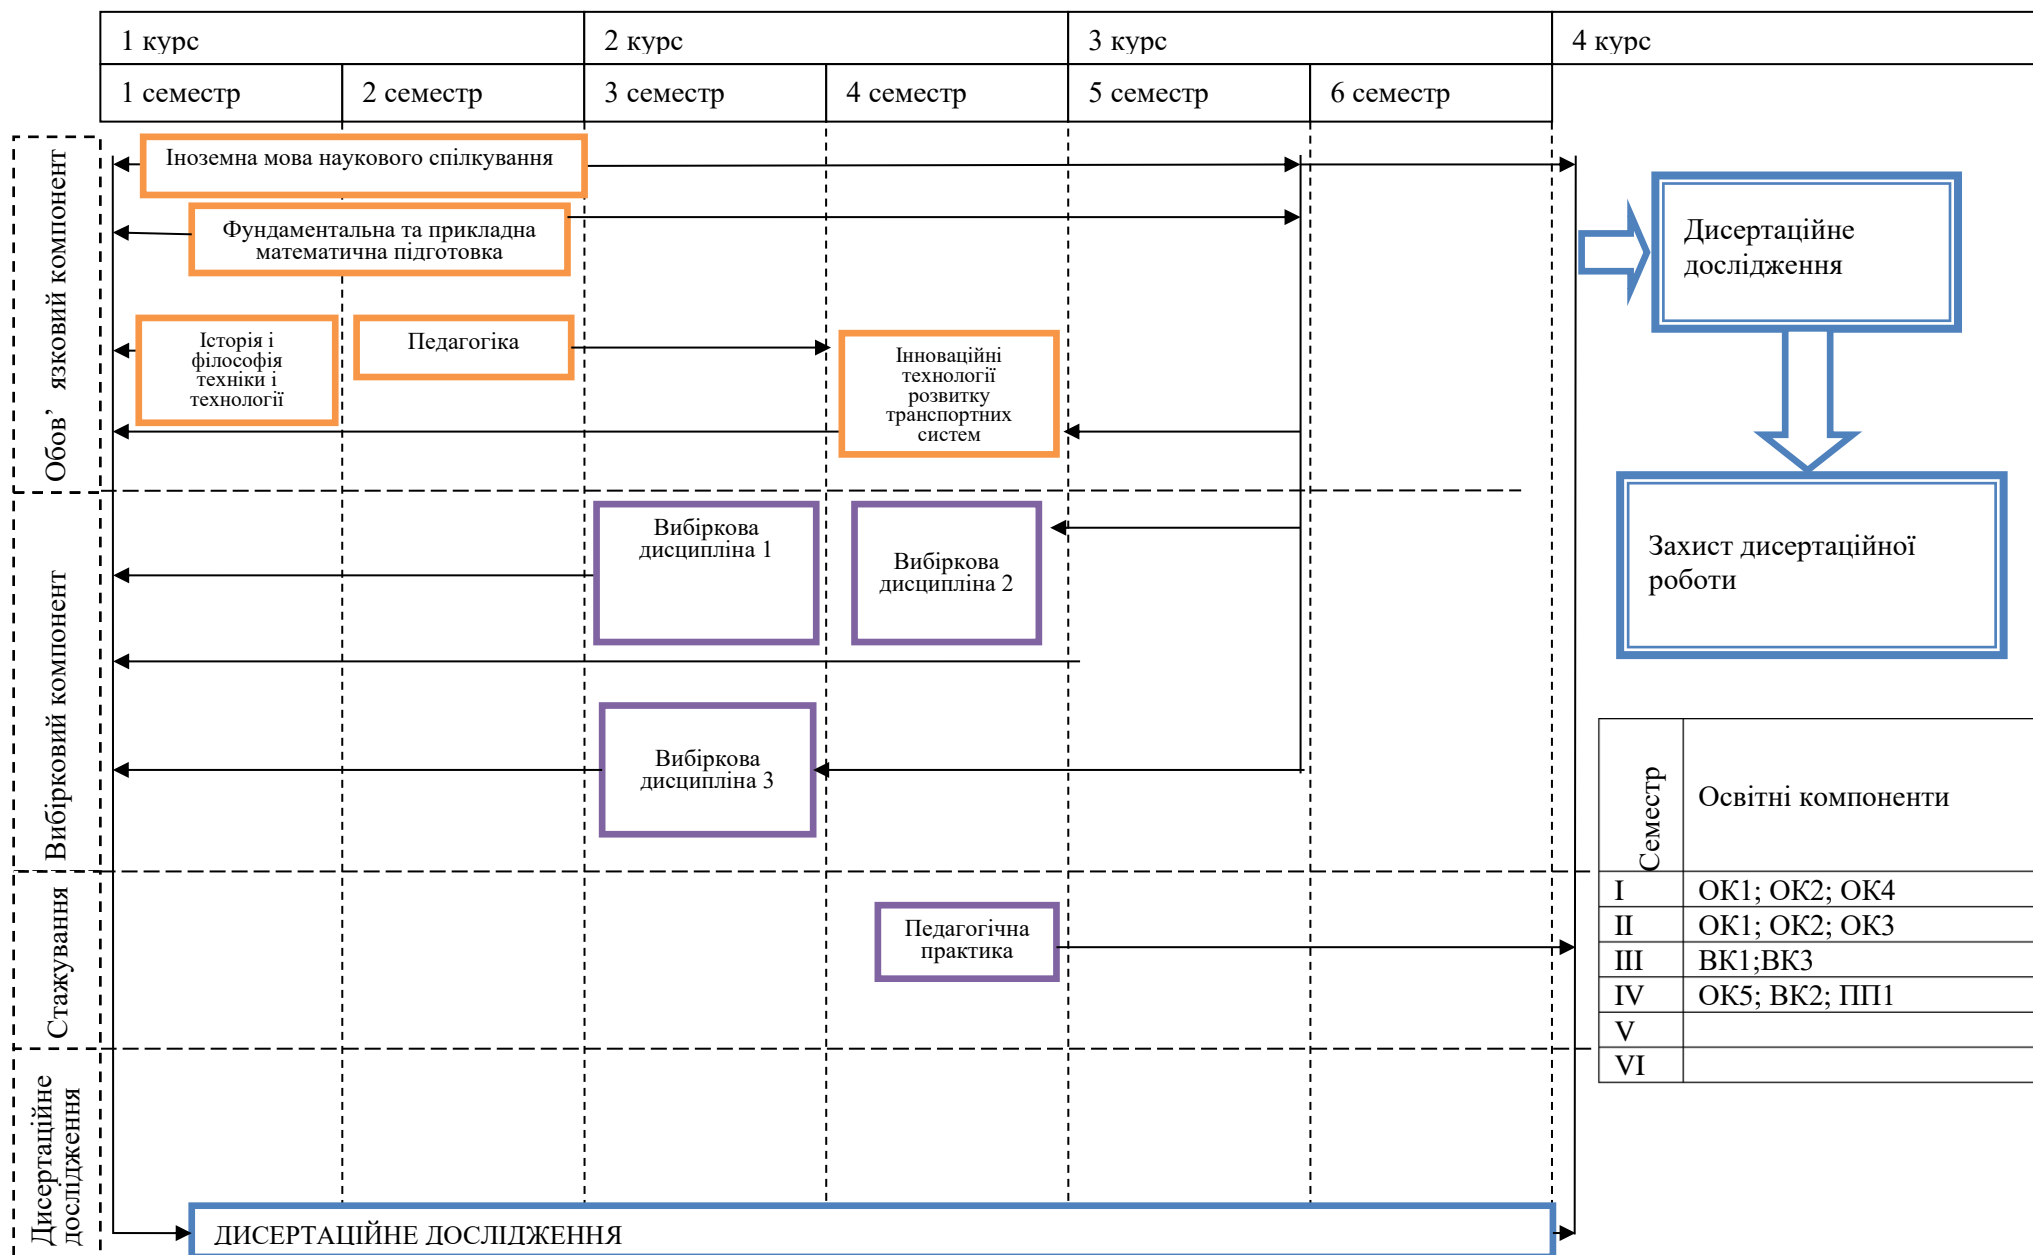 1 курс
2 курс
3 курс
4 курс
1 семестр
2 семестр
3 семестр
4 семестр
5 семестр
6 семестр
Обов’ язковий компонент
Іноземна мова наукового спілкування
Фундаментальна та прикладна
математична підготовка
Історія і
філософія
техніки і
технології
Педагогіка
Інноваційні
технології
розвитку
транспортних
систем
Дисертаційне
дослідження
Вибірковий компонент
Вибіркова
дисципліна 1
Вибіркова
дисципліна 2
Захист дисертаційної
роботи
Вибіркова
дисципліна 3
Семестр
Освітні компоненти
I
ОК1; ОК2; ОК4
II
ОК1; ОК2; ОК3
III
ВК1;ВК3
IV
ОК5; ВК2; ПП1
V
VI
Стажування
Педагогічна
практика
Дисертаційне
дослідження
ДИСЕРТАЦІЙНЕ ДОСЛІДЖЕННЯ